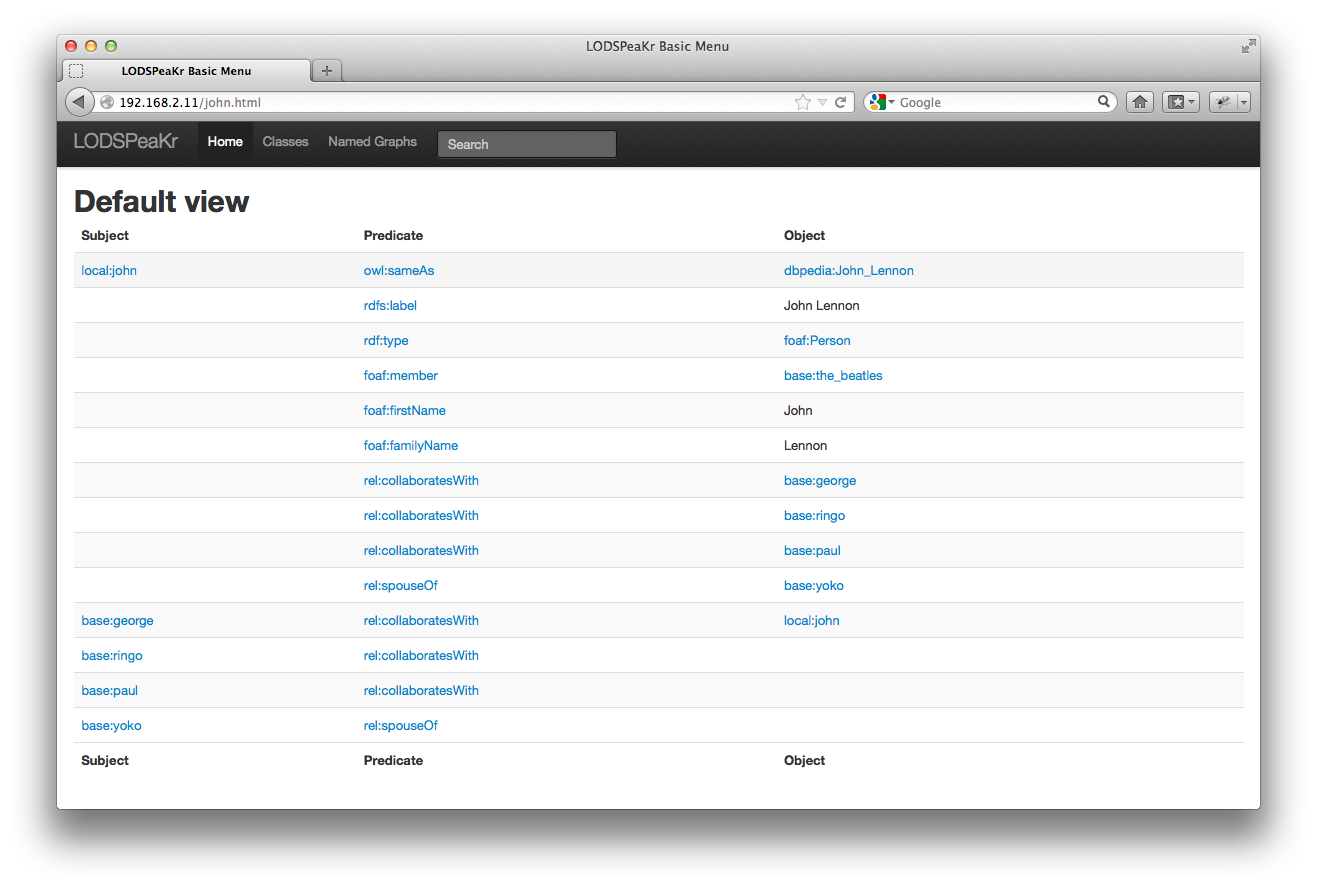 LODSPeaKr Basic Menu
LODSPeaKr Basic Menu
192.168.2.11/john.html Google
LODSPeaKr Home Classes Named Graphs Search
Default view
Subject Predicate Object
local:john owl:sameAs dbpedia:John_Lennon
rdfs:label John Lennon
rdf:type foaf:Person
foaf:member base:the_beatles
foaf:firstName John
foaf:familyName Lennon
rel:collaboratesWith base:george
rel:collaboratesWith base:ringo
rel:collaboratesWith base:paul
rel:spouseOf base:yoko
base:george rel:collaboratesWith local:john
base:ringo rel:collaboratesWith
base:paul rel:collaboratesWith
base:yoko rel:spouseOf
Subject Predicate Object